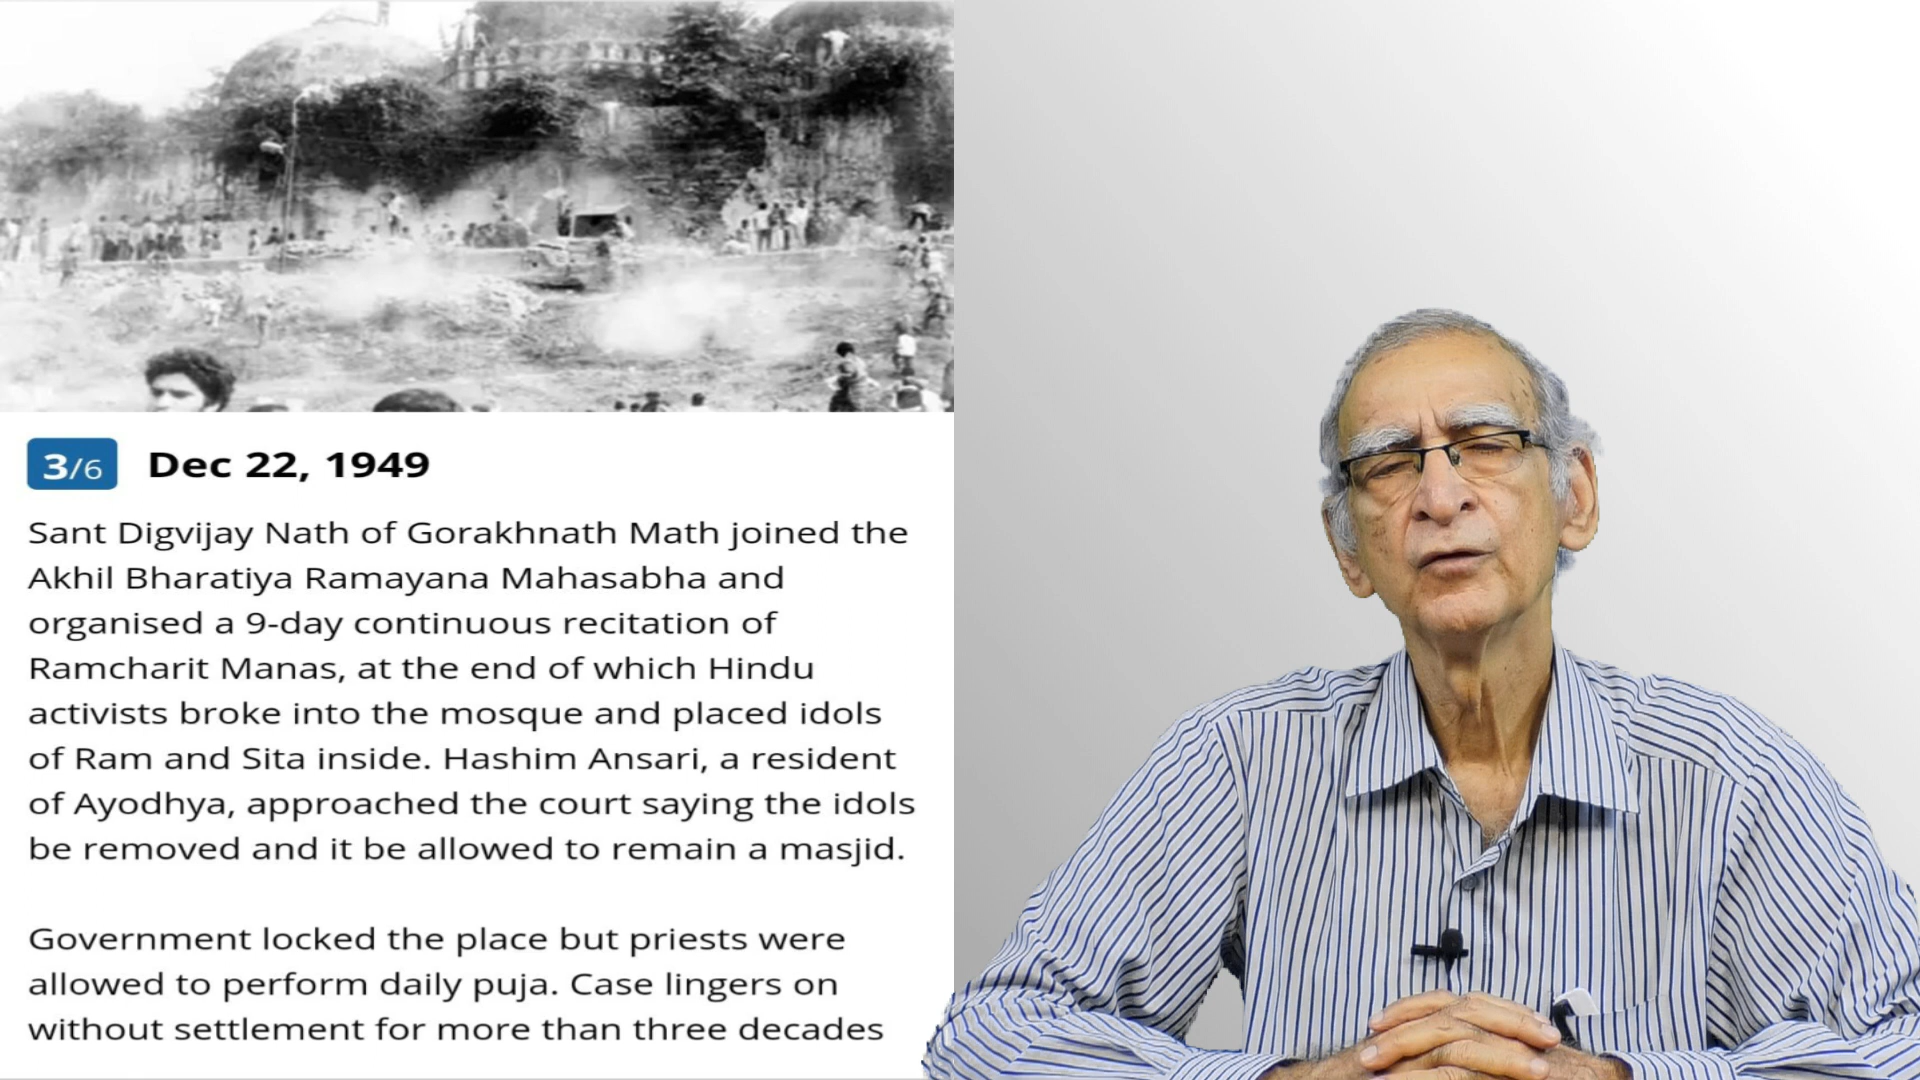 3/6 Dec 22, 1949
Sant Digvijay Nath of Gorakhnath Math joined the
Akhil Bharatiya Ramayana Mahasabha and
organised a 9-day continuous recitation of
Ramcharit Manas, at the end of which Hindu
activists broke into the mosque and placed idols
of Ram and Sita inside. Hashim Ansari, a resident
of Ayodhya, approached the court saying the idols
be removed and it be allowed to remain a masjid.
Government locked the place but priests were
allowed to perform daily puja. Case lingers on
without settlement for more than three decades